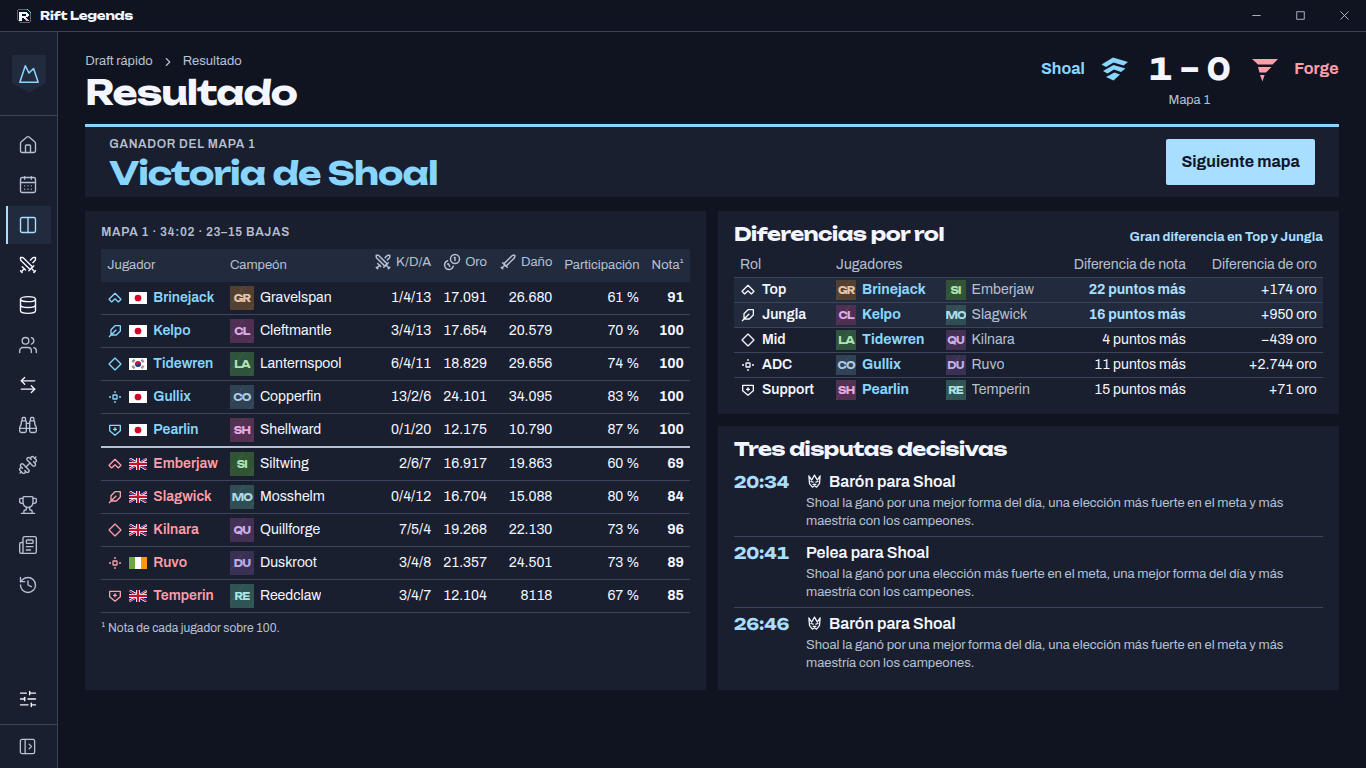 Rift Legends
Draft rápido > Resultado
Resultado
Shoal 1 – 0 Forge
Mapa 1
GANADOR DEL MAPA 1
Victoria de Shoal
Siguiente mapa
MAPA 1 · 34:02 · 23–15 BAJAS
Jugador Campeón K/D/A Oro Daño Participación Nota¹
Brinejack GR Gravelspan 1/4/13 17.091 26.680 61 % 91
Kelpo CL Cleftmantle 3/4/13 17.654 20.579 70 % 100
Tidewren LA Lanternspool 6/4/11 18.829 29.656 74 % 100
Gullix CO Copperfin 13/2/6 24.101 34.095 83 % 100
Pearlin SH Shellward 0/1/20 12.175 10.790 87 % 100
Emberjaw SI Siltwing 2/6/7 16.917 19.863 60 % 69
Slagwick MO Mosshelm 0/4/12 16.704 15.088 80 % 84
Kilnara QU Quillforge 7/5/4 19.268 22.130 73 % 96
Ruvo DU Duskroot 3/4/8 21.357 24.501 73 % 89
Temperin RE Reedclaw 3/4/7 12.104 8118 67 % 85
¹ Nota de cada jugador sobre 100.
Diferencias por rol
Gran diferencia en Top y Jungla
Rol Jugadores Diferencia de nota Diferencia de oro
Top GR Brinejack SI Emberjaw 22 puntos más +174 oro
Jungla CL Kelpo MO Slagwick 16 puntos más +950 oro
Mid LA Tidewren QU Kilnara 4 puntos más −439 oro
ADC CO Gullix DU Ruvo 11 puntos más +2.744 oro
Support SH Pearlin RE Temperin 15 puntos más +71 oro
Tres disputas decisivas
20:34 Barón para Shoal
Shoal la ganó por una mejor forma del día, una elección más fuerte en el meta y más
maestría con los campeones.
20:41 Pelea para Shoal
Shoal la ganó por una elección más fuerte en el meta, una mejor forma del día y más
maestría con los campeones.
26:46 Barón para Shoal
Shoal la ganó por una mejor forma del día, una elección más fuerte en el meta y más
maestría con los campeones.